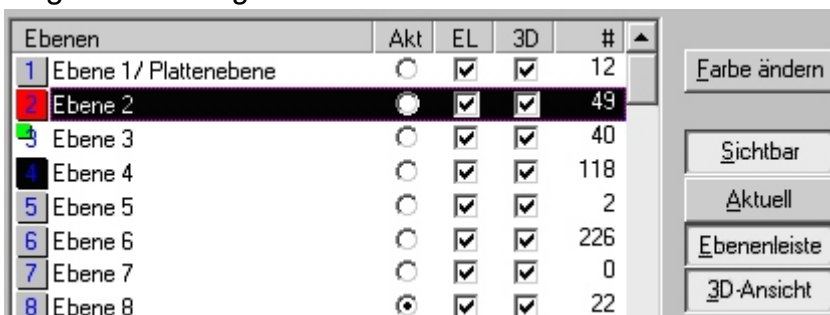 Ebenen Akt EL 3D #
1 Ebene 1/ Plattenebene 12
2 Ebene 2 49
3 Ebene 3 40
4 Ebene 4 118
5 Ebene 5 2
6 Ebene 6 226
7 Ebene 7 0
8 Ebene 8 22
Farbe ändern
Sichtbar
Aktuell
Ebenenleiste
3D-Ansicht